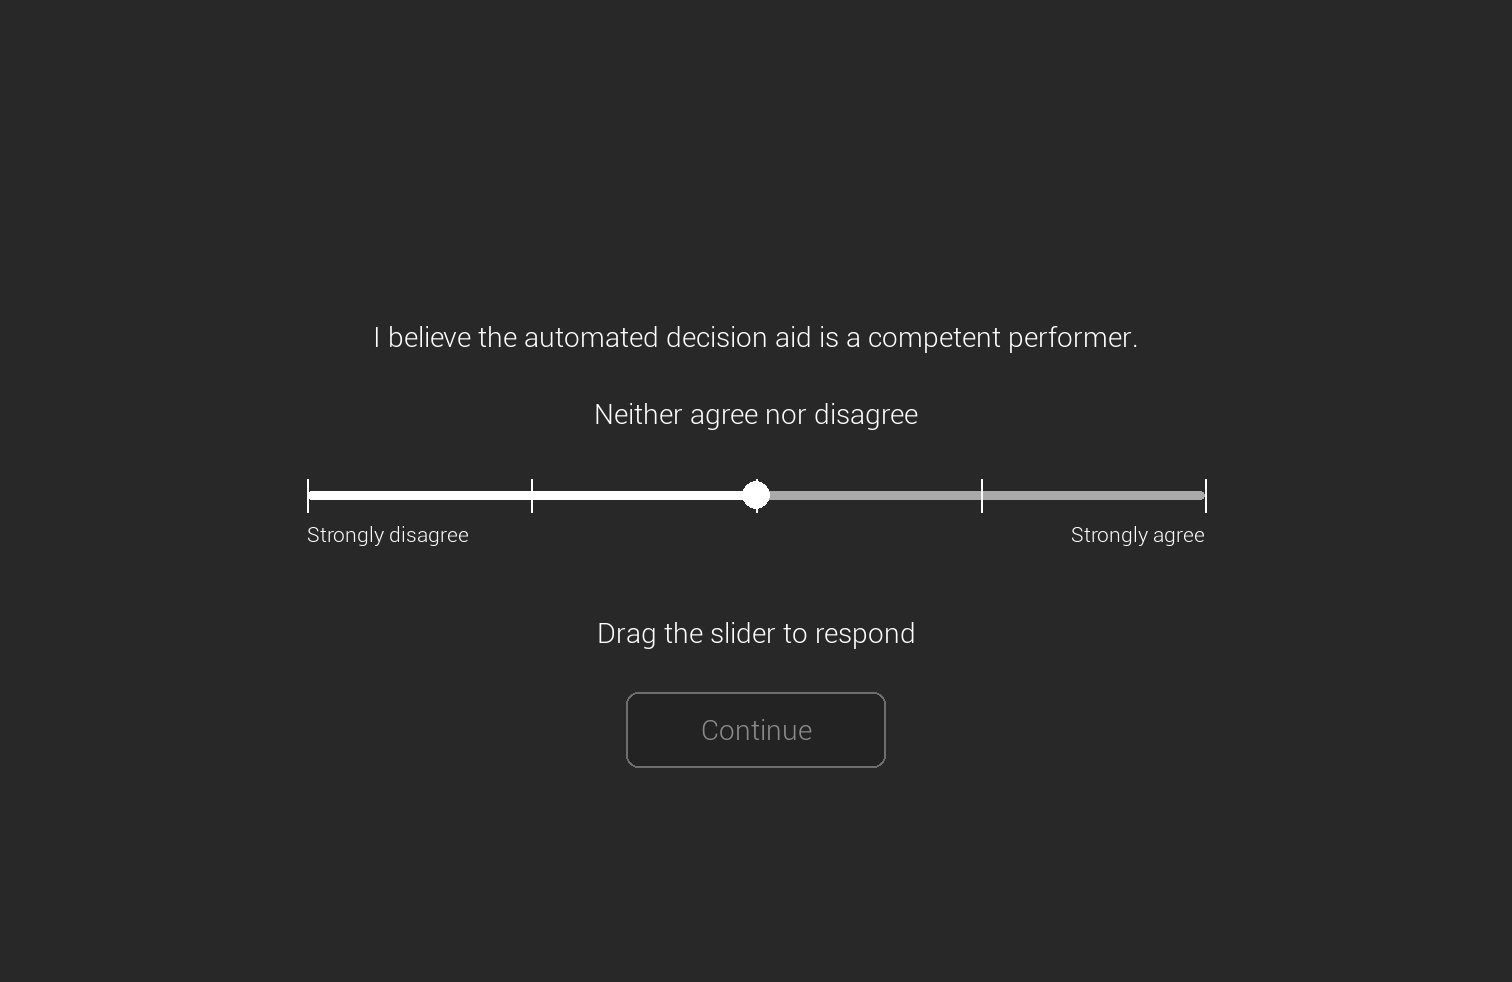 I believe the automated decision aid is a competent performer.
Neither agree nor disagree
Strongly disagree
Strongly agree
Drag the slider to respond
Continue